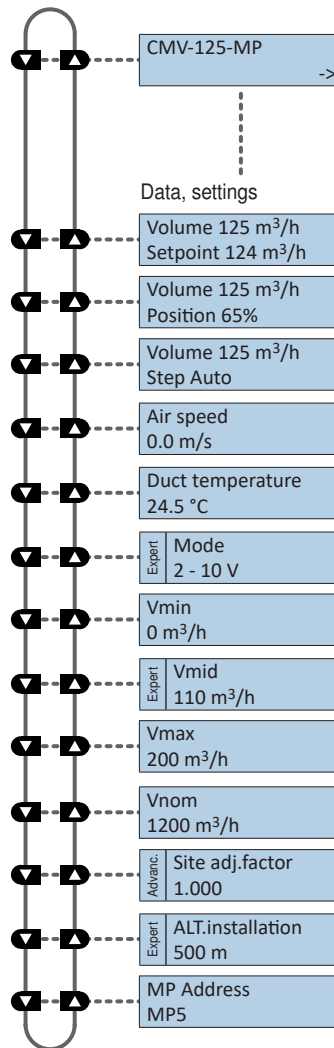 CMV-125-MP
->
Data, settings
Volume 125 m³/h
Setpoint 124 m³/h
Volume 125 m³/h
Position 65%
Volume 125 m³/h
Step Auto
Air speed
0.0 m/s
Duct temperature
24.5 °C
Expert
Mode
2 - 10 V
Vmin
0 m³/h
Expert
Vmid
110 m³/h
Vmax
200 m³/h
Vnom
1200 m³/h
Advanc.
Site adj.factor
1.000
Expert
ALT.installation
500 m
MP Address
MP5